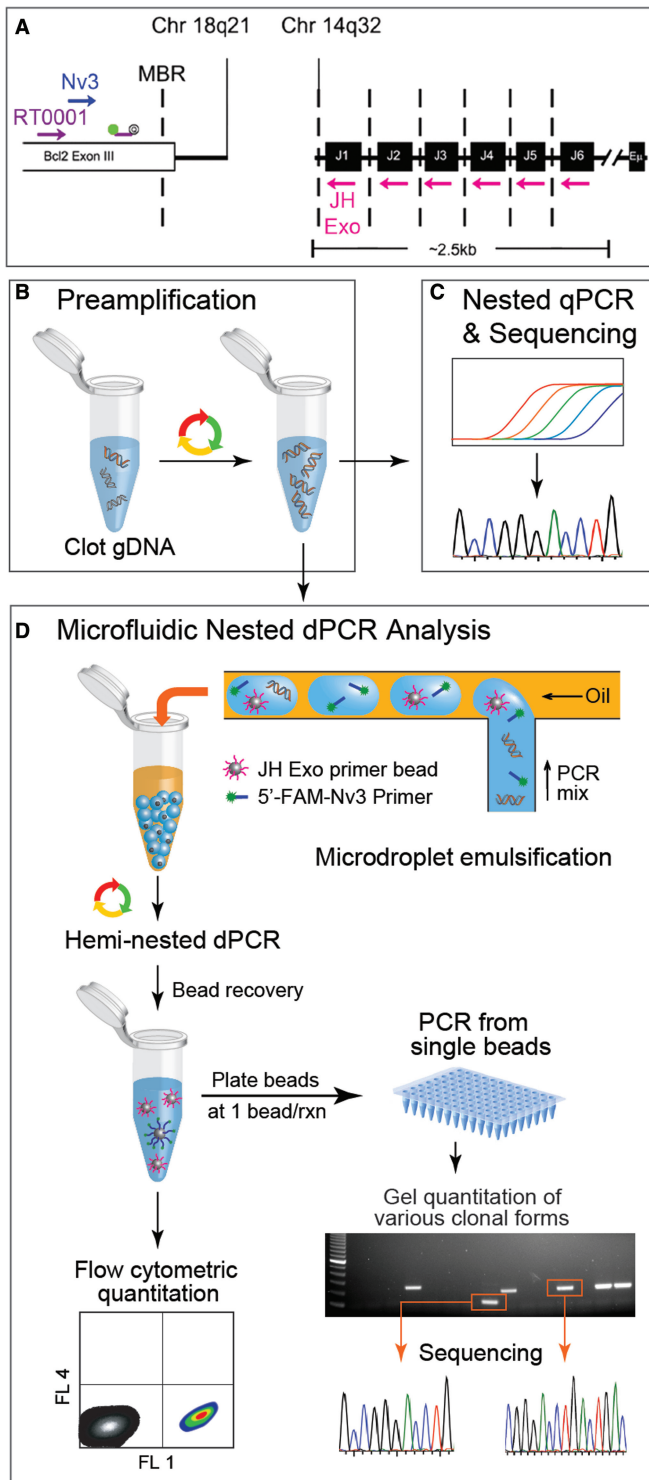 A
Chr 18q21
Chr 14q32
Nv3
MBR
RT0001
Bcl2 Exon III
J1
J2
J3
J4
J5
J6
Eμ
JH
Exo
~2.5kb
B
Preamplification
Clot gDNA
C
Nested qPCR
& Sequencing
D
Microfluidic Nested dPCR Analysis
Oil
JH Exo primer bead
5'-FAM-Nv3 Primer
PCR
mix
Microdroplet emulsification
Hemi-nested dPCR
Bead recovery
Plate beads
at 1 bead/rxn
PCR from
single beads
Gel quantitation of
various clonal forms
Flow cytometric
quantitation
FL 4
FL 1
Sequencing